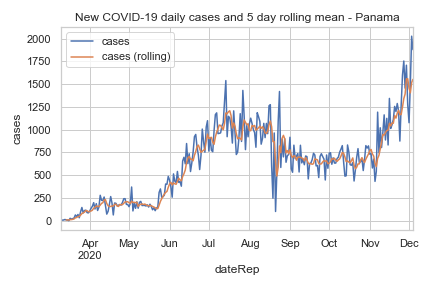 New COVID-19 daily cases and 5 day rolling mean - Panama
cases
cases (rolling)
2000
1750
1500
1250
1000
750
500
250
0
cases
Apr
2020
May
Jun
Jul
Aug
Sep
Oct
Nov
Dec
dateRep